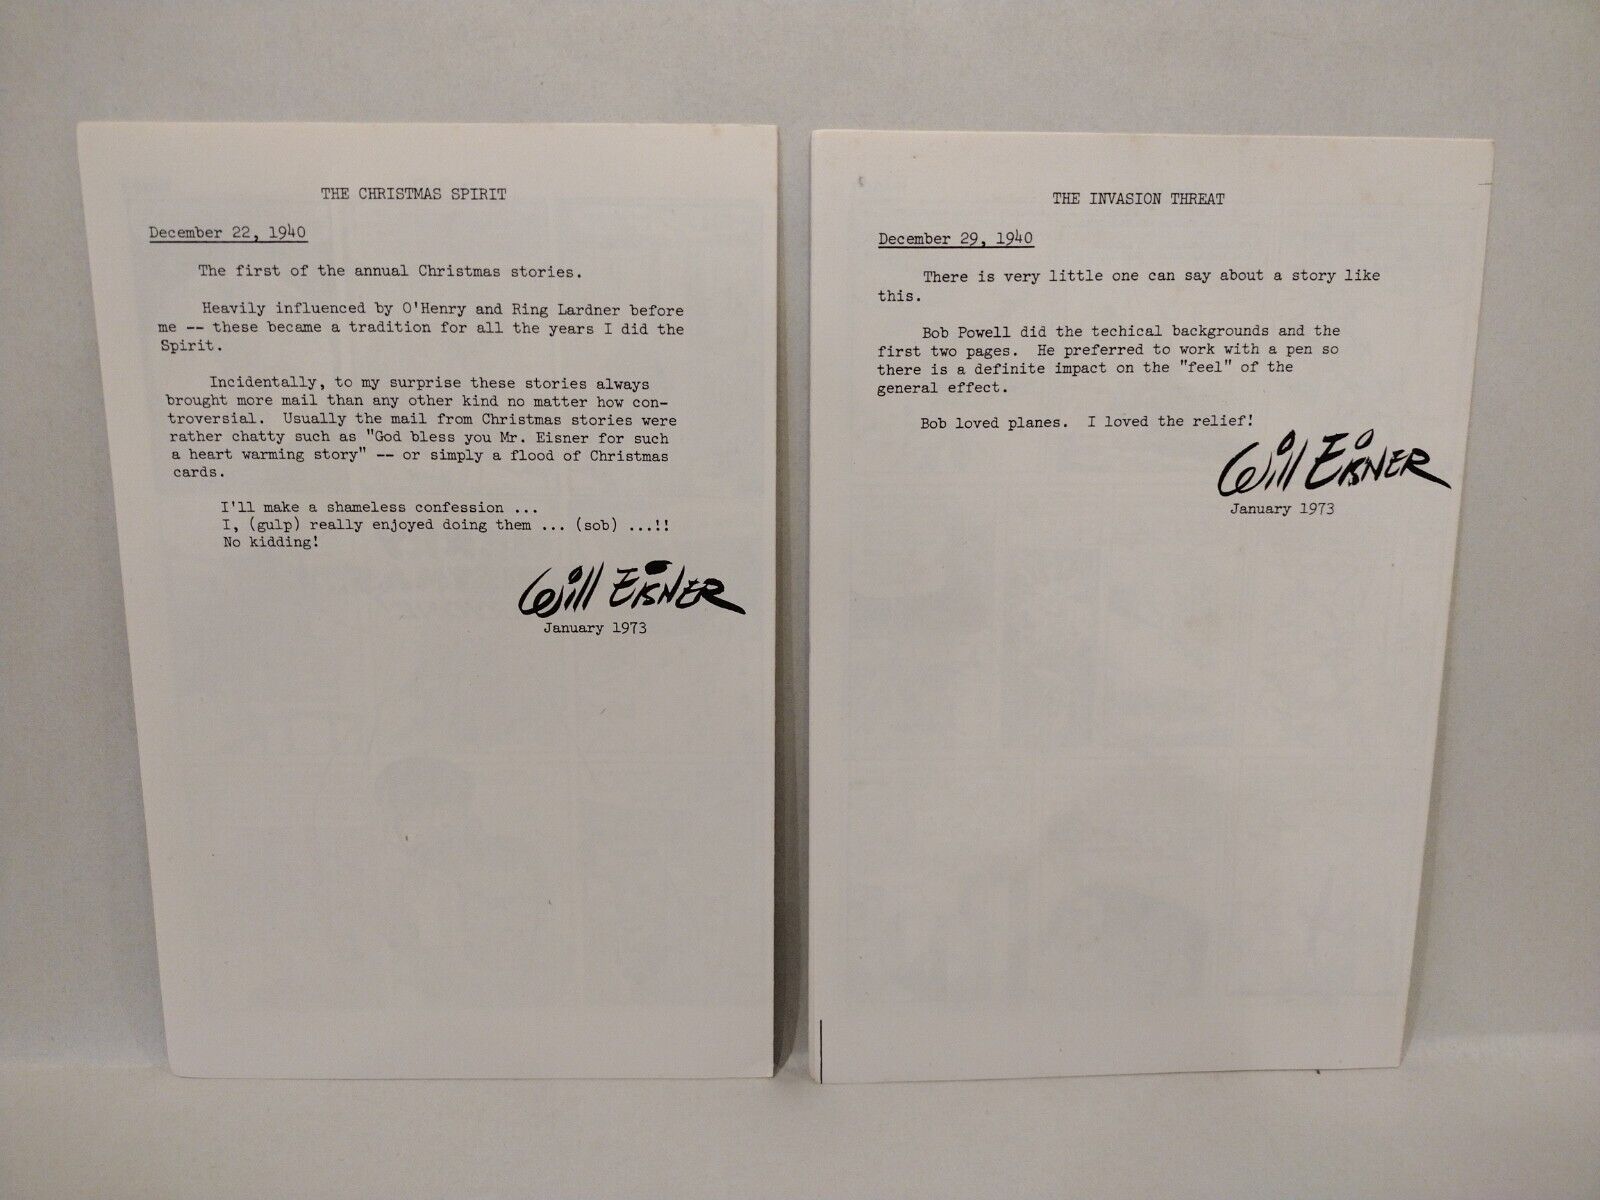 THE CHRISTMAS SPIRIT
December 22, 1940
The first of the annual Christmas stories.
Heavily influenced by O'Henry and Ring Lardner before
me -- these became a tradition for all the years I did the
Spirit.
Incidentally, to my surprise these stories always
brought more mail than any other kind no matter how con-
troversial. Usually the mail from Christmas stories were
rather chatty such as "God bless you Mr. Eisner for such
a heart warming story" -- or simply a flood of Christmas
cards.
I'll make a shameless confession ...
I, (gulp) really enjoyed doing them ... (sob) ...!!
No kidding!
Will Eisner
January 1973
THE INVASION THREAT
December 29, 1940
There is very little one can say about a story like
this.
Bob Powell did the techical backgrounds and the
first two pages. He preferred to work with a pen so
there is a definite impact on the "feel" of the
general effect.
Bob loved planes. I loved the relief!
Will Eisner
January 1973